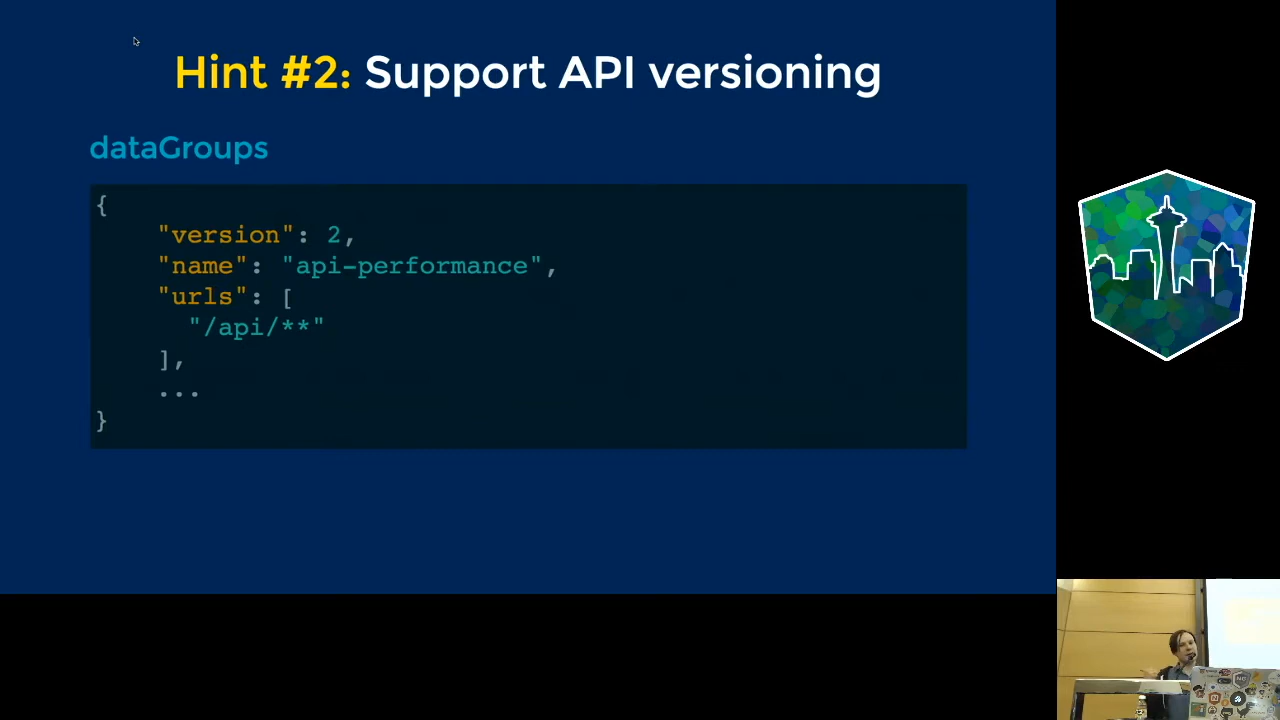 Hint #2: Support API versioning
dataGroups
{
"version": 2,
"name": "api-performance",
"urls": [
"/api/**"
],
...
}